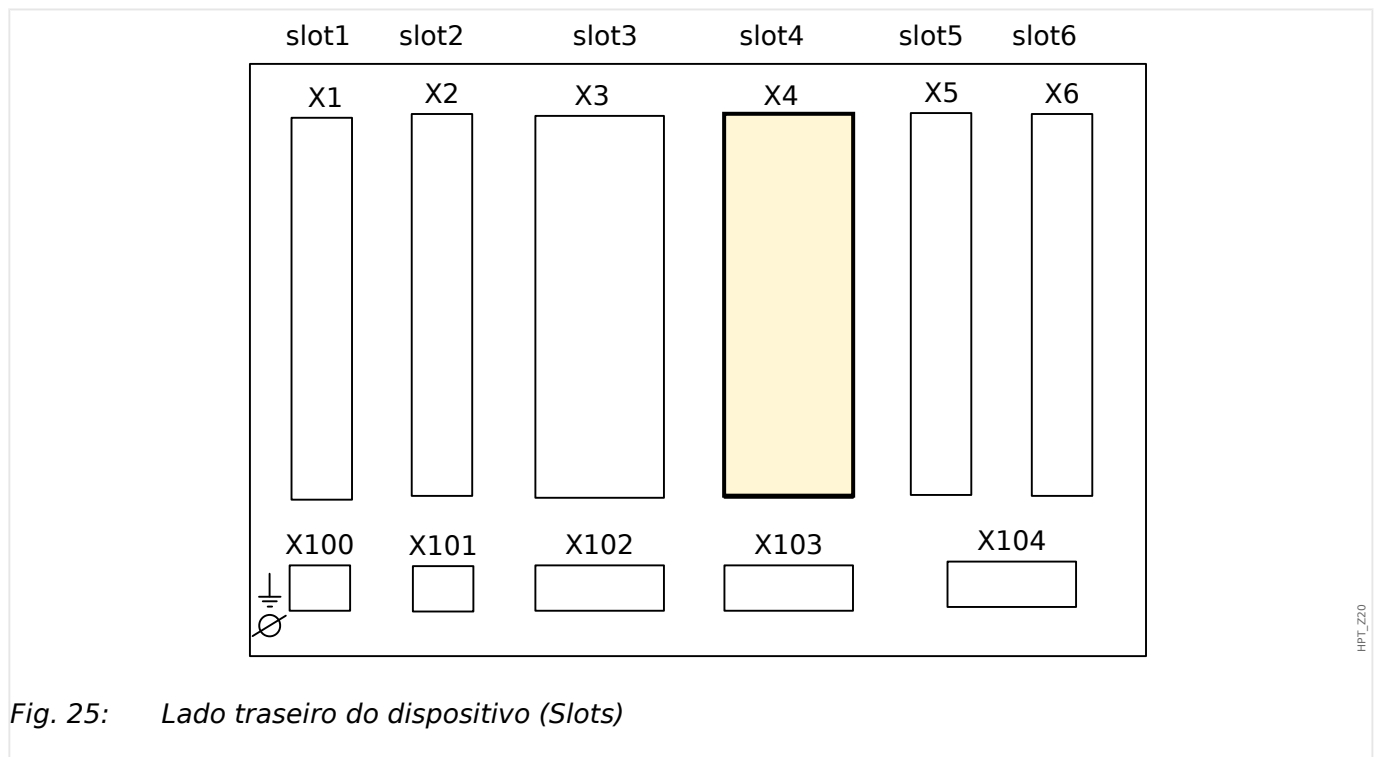 slot1 slot2 slot3 slot4 slot5 slot6
X1 X2 X3 X4 X5 X6
X100 X101 X102 X103 X104
HPT_Z20
Fig. 25: Lado traseiro do dispositivo (Slots)